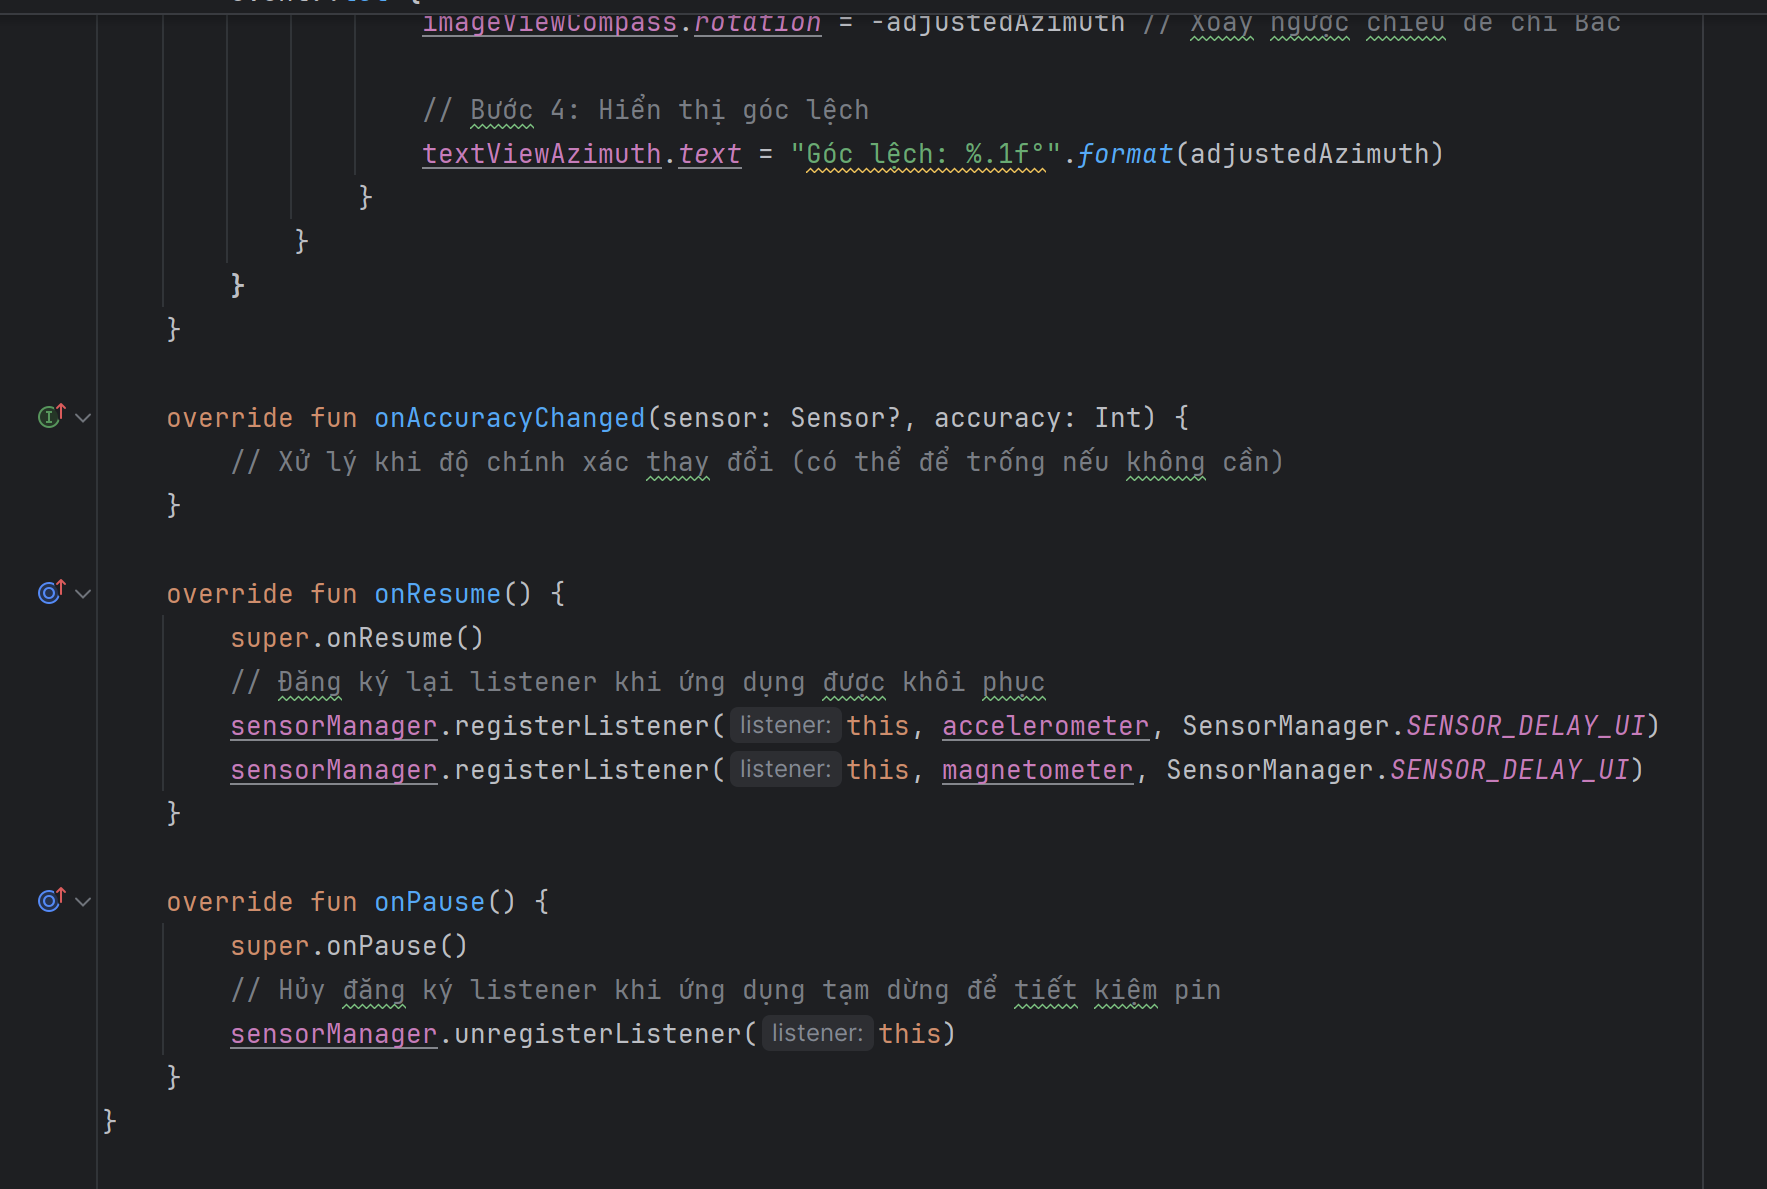 imageViewCompass.rotation = -adjustedAzimuth // Xoay ngược chiều để chỉ Bắc
// Bước 4: Hiển thị góc lệch
textViewAzimuth.text = "Góc lệch: %.1f°".format(adjustedAzimuth)
}
}
}
}
override fun onAccuracyChanged(sensor: Sensor?, accuracy: Int) {
// Xử lý khi độ chính xác thay đổi (có thể để trống nếu không cần)
}
override fun onResume() {
super.onResume()
// Đăng ký lại listener khi ứng dụng được khôi phục
sensorManager.registerListener( listener: this, accelerometer, SensorManager.SENSOR_DELAY_UI)
sensorManager.registerListener( listener: this, magnetometer, SensorManager.SENSOR_DELAY_UI)
}
override fun onPause() {
super.onPause()
// Hủy đăng ký listener khi ứng dụng tạm dừng để tiết kiệm pin
sensorManager.unregisterListener( listener: this)
}
}